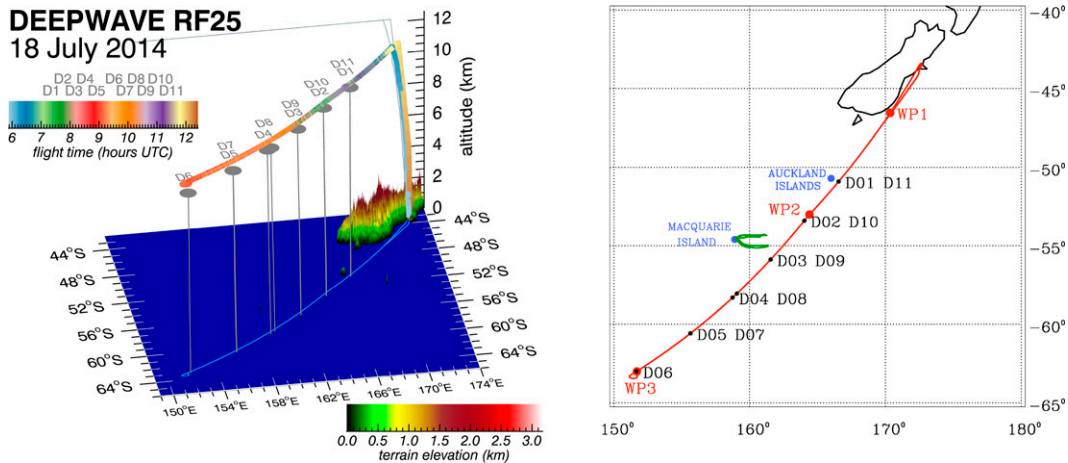 DEEPWAVE RF25
18 July 2014
D2 D4 D6 D8 D10
D1 D3 D5 D7 D9 D11
6 7 8 9 10 11 12
flight time (hours UTC)
12
10
8
6
4
2
0
altitude (km)
D11
D1
D10
D2
D9
D3
D8
D4
D7
D5
D6
44°S
48°S
52°S
56°S
60°S
64°S
44°S
48°S
52°S
56°S
60°S
64°S
150°E
154°E
158°E
162°E
166°E
170°E
174°E
0.0 0.5 1.0 1.5 2.0 2.5 3.0
terrain elevation (km)
-40°
-45°
-50°
-55°
-60°
-65°
WP1
AUCKLAND
ISLANDS
D01 D11
WP2
D02 D10
MACQUARIE
ISLAND
D03 D09
D04 D08
D05 D07
D06
WP3
150° 160° 170° 180°